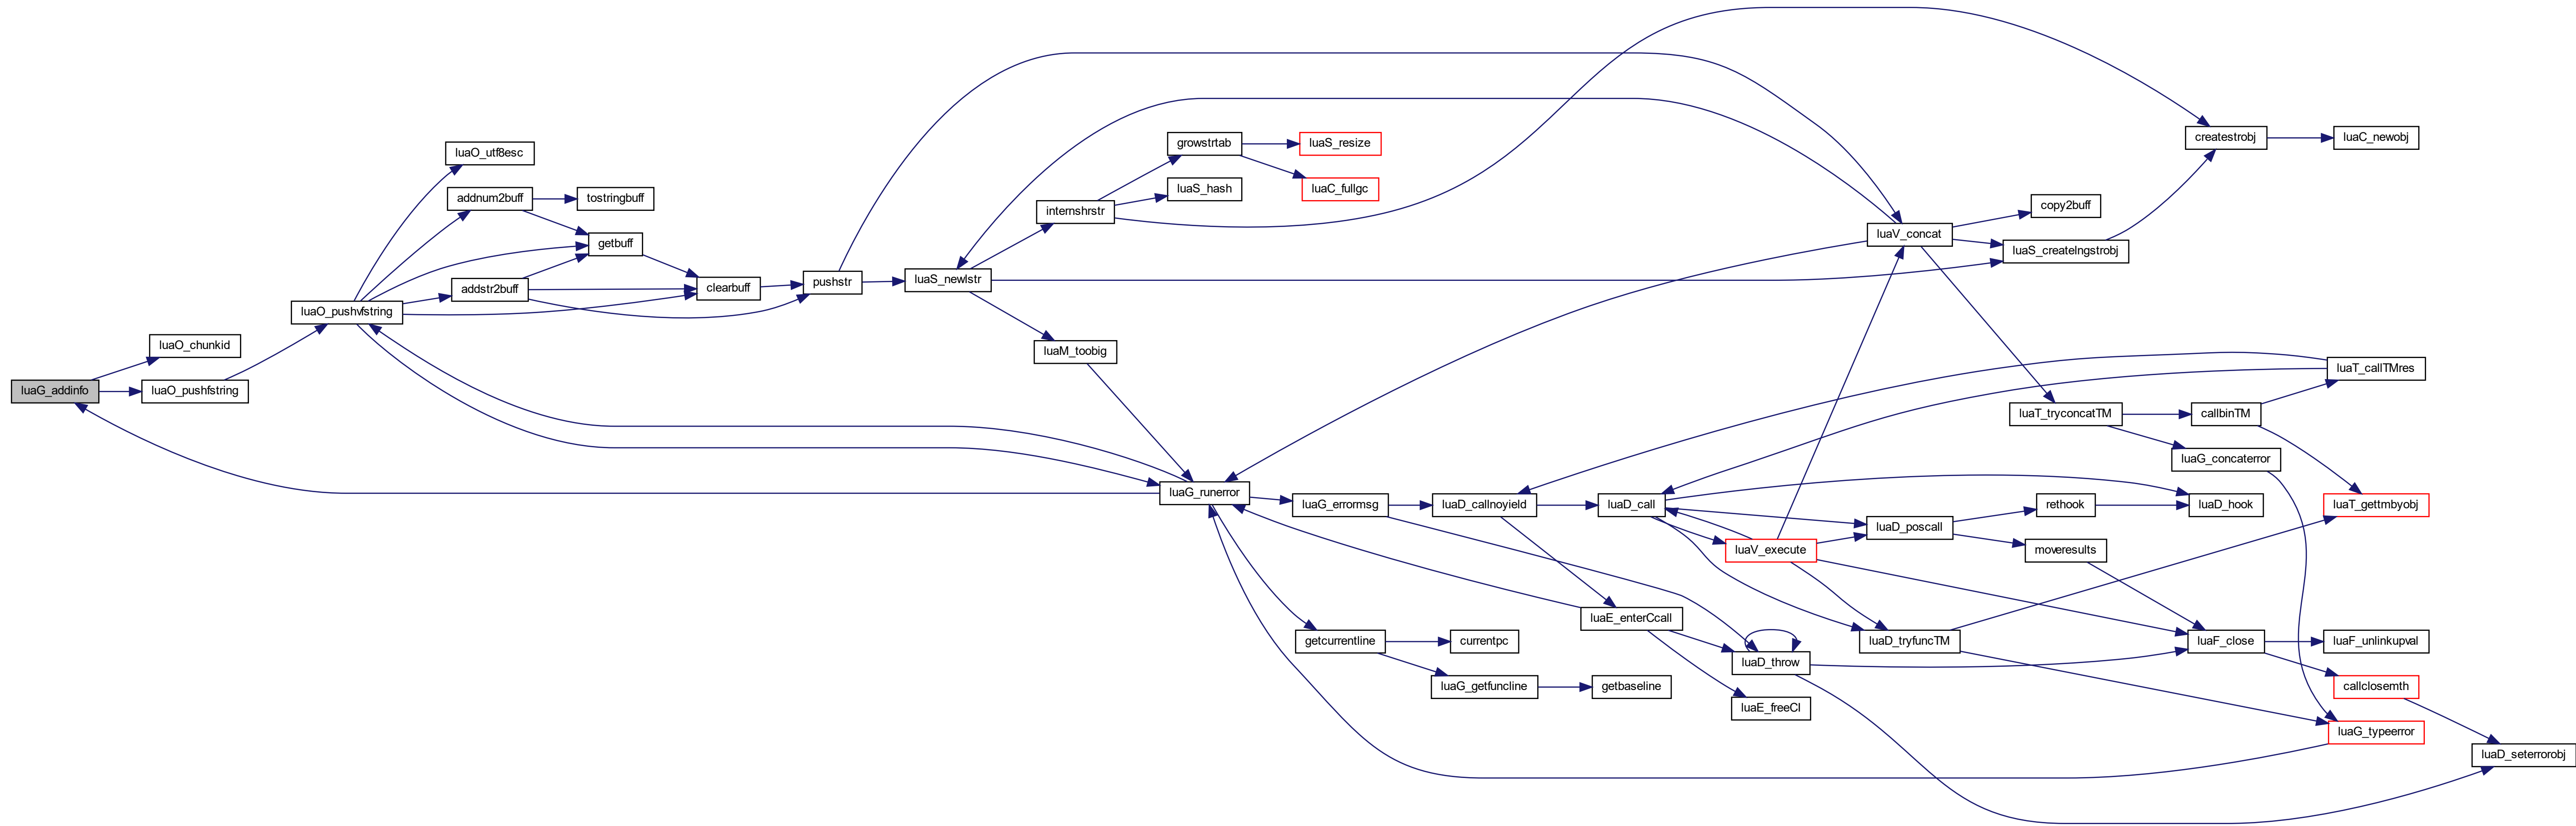 luaG_addinfo
luaO_chunkid
luaO_pushfstring
luaO_pushvfstring
luaO_utf8esc
addnum2buff
addstr2buff
tostringbuff
getbuff
clearbuff
pushstr
luaS_newlstr
internshrstr
luaM_toobig
growstrtab
luaS_hash
luaS_resize
luaC_fullgc
luaG_runerror
luaG_errormsg
getcurrentline
currentpc
luaG_getfuncline
getbaseline
luaD_callnoyield
luaD_call
luaE_enterCcall
luaV_execute
luaD_throw
luaE_freeCI
luaV_concat
luaD_poscall
luaD_tryfuncTM
copy2buff
luaS_createlngstrobj
luaT_tryconcatTM
rethook
moveresults
createstrobj
luaC_newobj
callbinTM
luaG_concaterror
luaD_hook
luaF_close
luaT_callTMres
luaT_gettmbyobj
luaF_unlinkupval
callclosemth
luaG_typeerror
luaD_seterrorobj